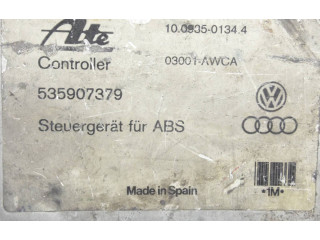 Ate
10.0935-0134.4
Controller
03001-AWCA
535907379
Steuergerät für ABS
Made in Spain
*1M*